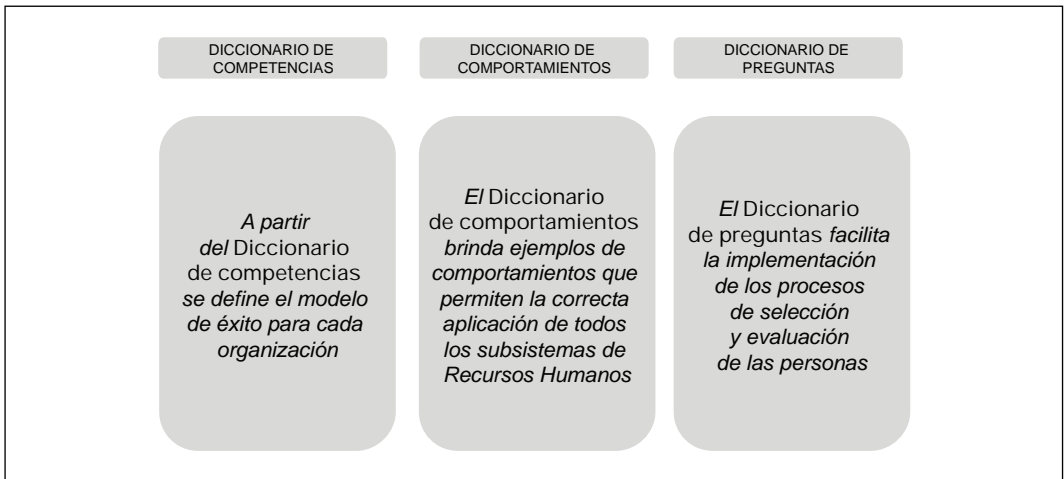 DICCIONARIO DE
COMPETENCIAS
DICCIONARIO DE
COMPORTAMIENTOS
DICCIONARIO DE
PREGUNTAS
A partir
del Diccionario
de competencias
se define el modelo
de éxito para cada
organización
El Diccionario
de comportamientos
brinda ejemplos de
comportamientos que
permiten la correcta
aplicación de todos
los subsistemas de
Recursos Humanos
El Diccionario
de preguntas facilita
la implementación
de los procesos
de selección
y evaluación
de las personas